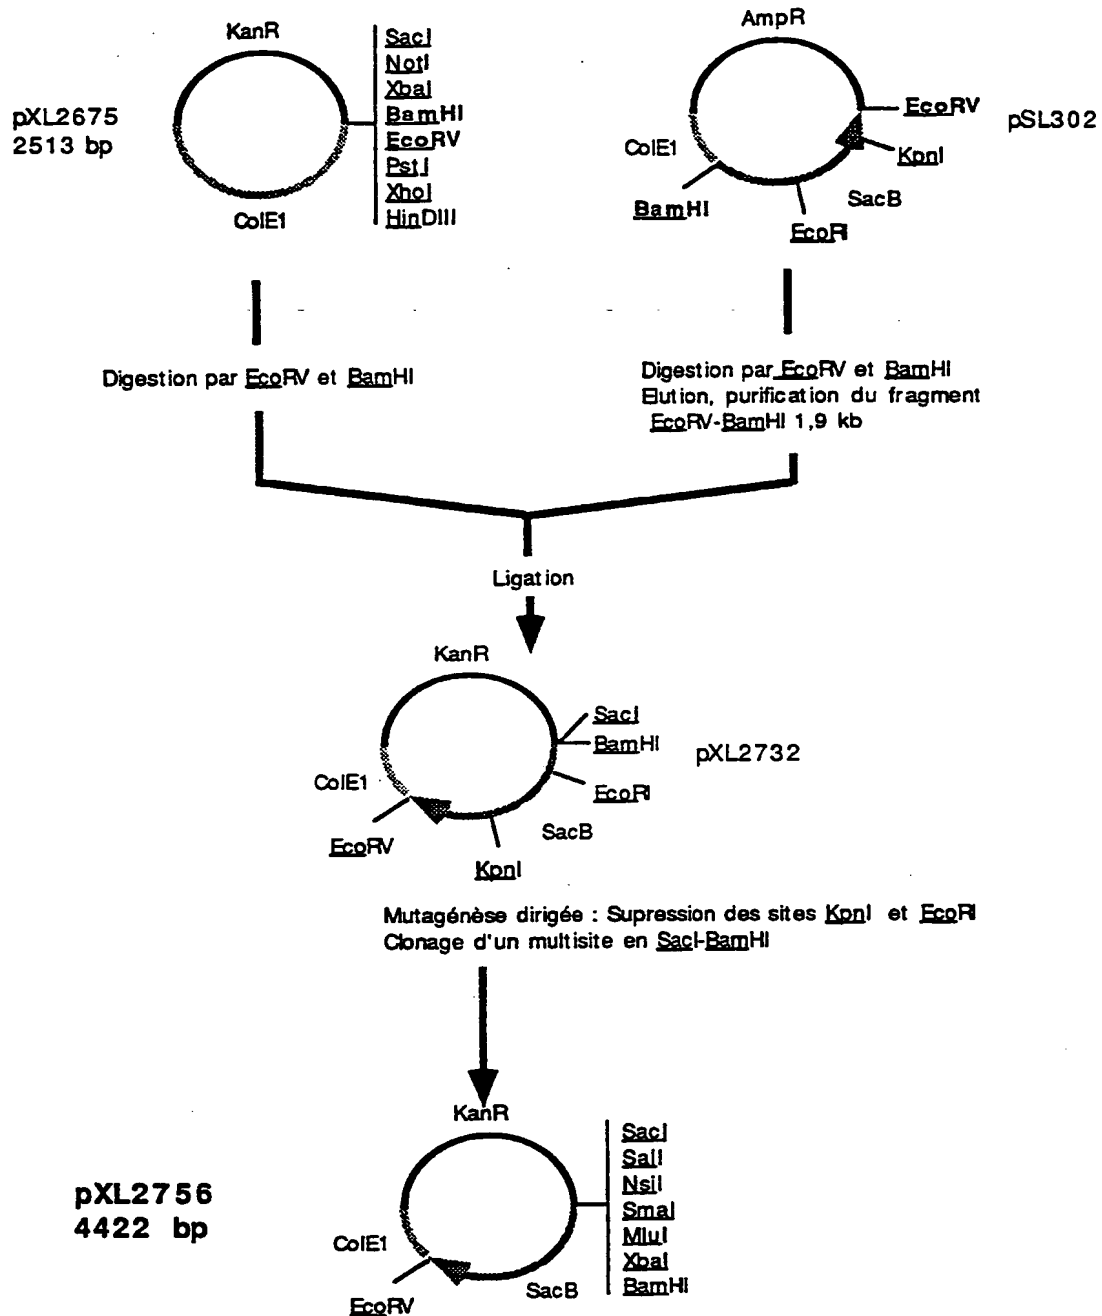 KanR
SacI
NotI
XbaI
BamHI
EcoRV
PstI
XhoI
HinDIII
pXL2675
2513 bp
ColE1
AmpR
EcoRV
pSL302
KpnI
ColE1
SacB
BamHI
EcoRI
Digestion par EcoRV et BamHI
Digestion par EcoRV et BamHI
Elution, purification du fragment
EcoRV-BamHI 1,9 kb
Ligation
KanR
SacI
BamHI
pXL2732
EcoRI
ColE1
SacB
EcoRV
KpnI
Mutagénèse dirigée : Supression des sites KpnI et EcoRI
Clonage d'un multisite en SacI-BamHI
KanR
SacI
SalI
NsiI
SmaI
MluI
XbaI
BamHI
pXL2756
4422 bp
ColE1
SacB
EcoRV